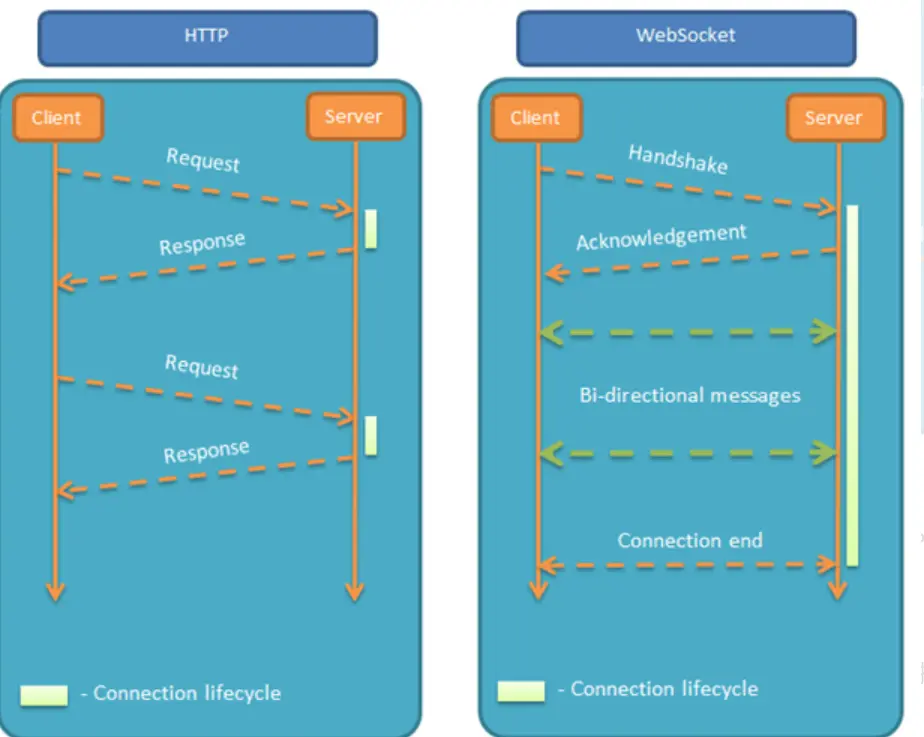 HTTP
Client
Server
Request
Response
Request
Response
- Connection lifecycle
WebSocket
Client
Server
Handshake
Acknowledgement
Bi-directional messages
Connection end
- Connection lifecycle